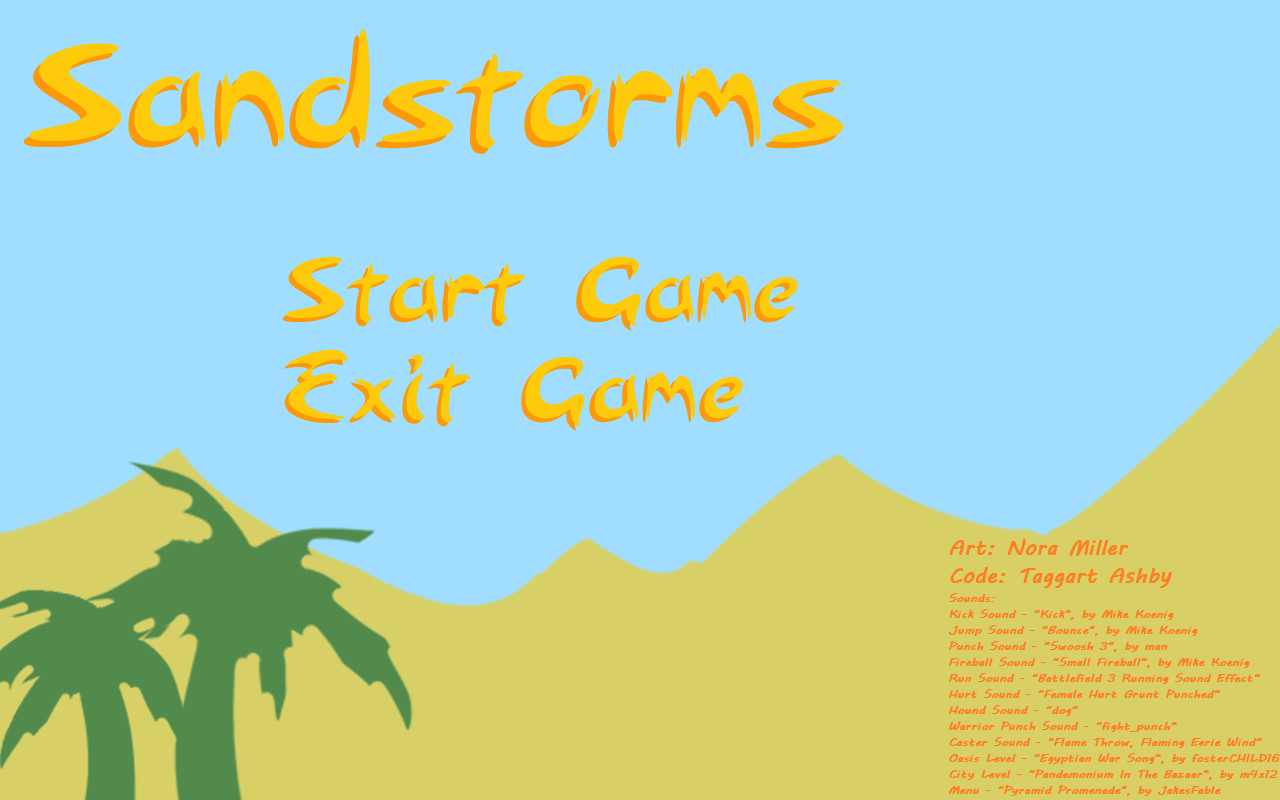 Sandstorms
Start Game
Exit Game
Art: Nora Miller
Code: Taggart Ashby
Sounds:
Kick Sound - "Kick", by Mike Koenig
Jump Sound - "Bounce", by Mike Koenig
Punch Sound - "Swoosh 3", by man
Fireball Sound - "Small Fireball", by Mike Koenig
Run Sound - "Battlefield 3 Running Sound Effect"
Hurt Sound - "Female Hurt Grunt Punched"
Hound Sound - "dog"
Warrior Punch Sound - "fight_punch"
Caster Sound - "Flame Throw, Flaming Eerie Wind"
Oasis Level - "Egyptian War Song", by fosterCHILD16
City Level - "Pandemonium In The Bazaar", by m4x12
Menu - "Pyramid Promenade", by JakesFable